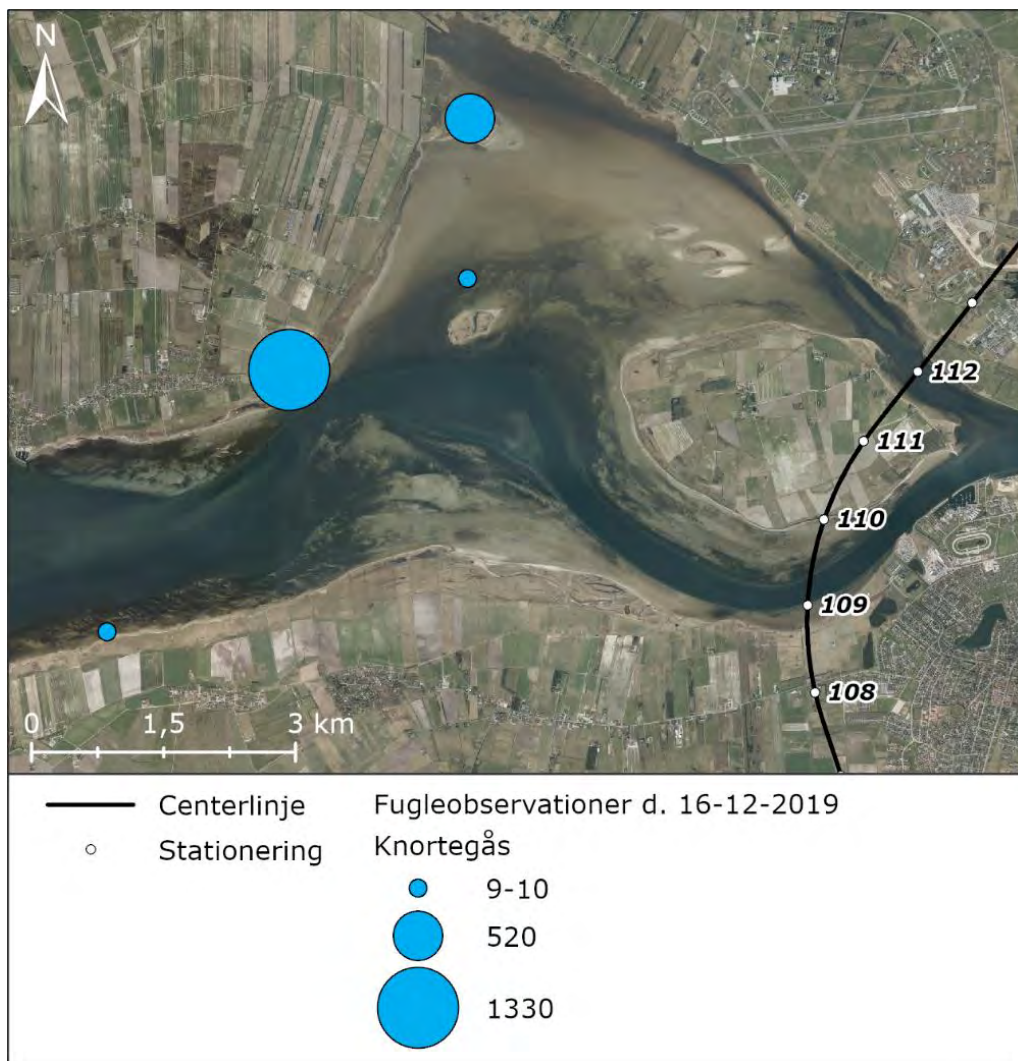 N
112
111
110
109
108
0 1,5 3 km
Centerlinje
Stationering
Fugleobservationer d. 16-12-2019
Knortegås
9-10
520
1330